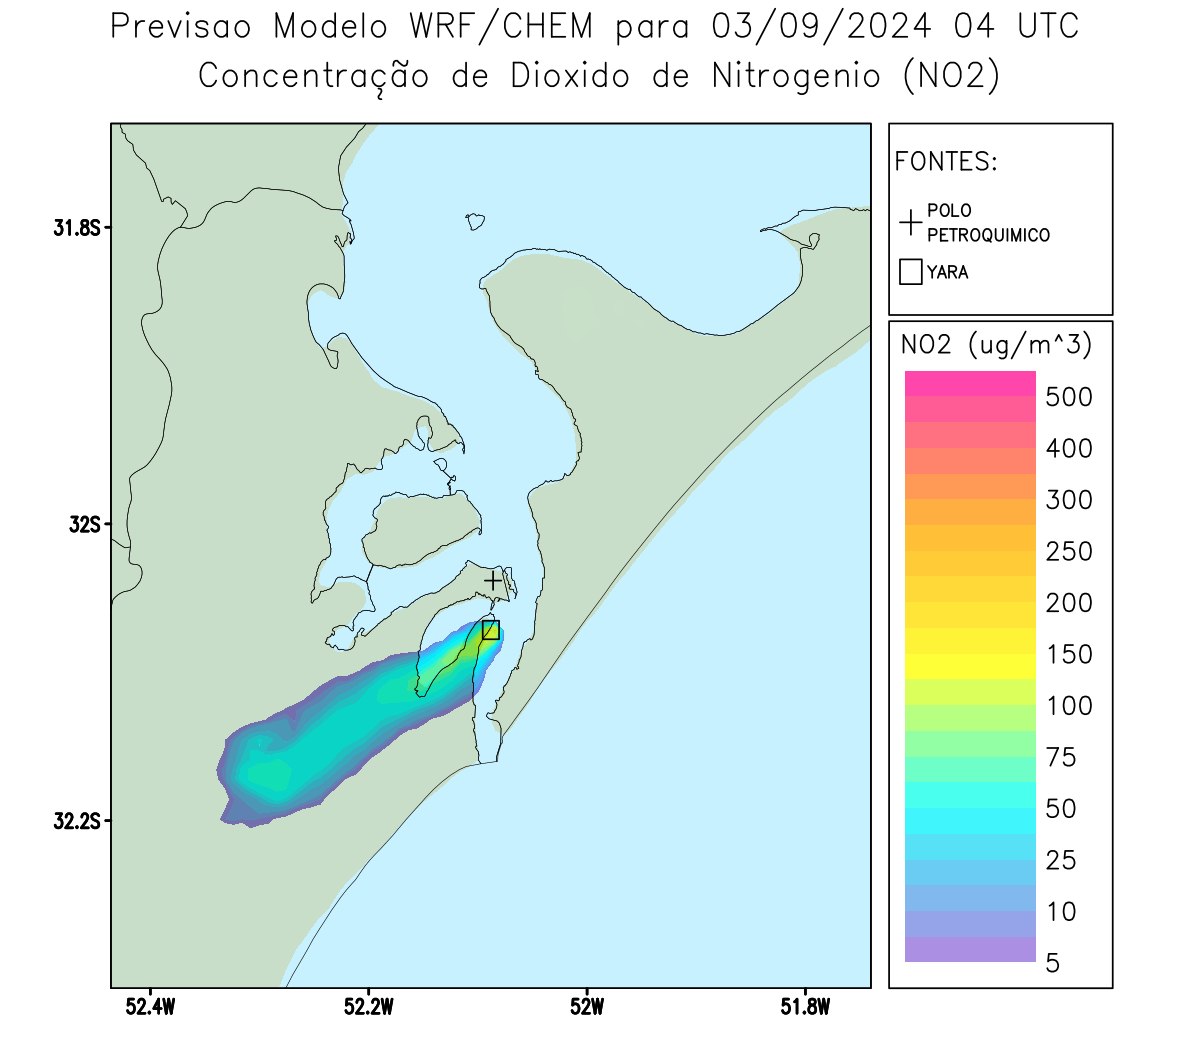 Previsao Modelo WRF/CHEM para 03/09/2024 04 UTC
Concentração de Dioxido de Nitrogenio (NO2)
FONTES:
POLO
PETROQUIMICO
YARA
NO2 (ug/m^3)
500
400
300
250
200
150
100
75
50
25
10
5
31.8S
32S
32.2S
52.4W
52.2W
52W
51.8W